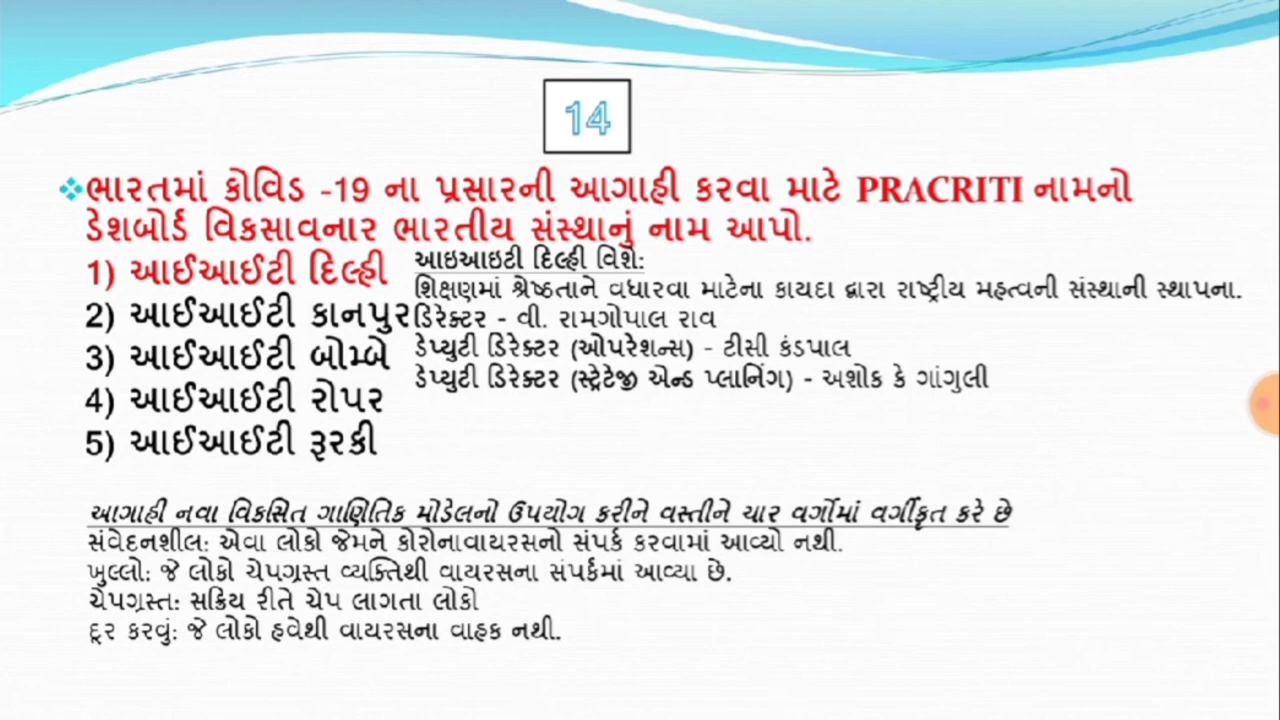 14
ભારતમાં કોવિડ -19 ના પ્રસારની આગાહી કરવા માટે PRACRITI નામનો
ડેશબોર્ડ વિકસાવનાર ભારતીય સંસ્થાનું નામ આપો.
1) આઈઆઈટી દિલ્હી
2) આઈઆઈટી કાનપુર
3) આઈઆઈટી બોમ્બે
4) આઈઆઈટી રોપર
5) આઈઆઈટી રૂરકી
આઇઆઇટી દિલ્હી વિશે:
શિક્ષણમાં શ્રેષ્ઠતાને વધારવા માટેના કાયદા દ્વારા રાષ્ટ્રીય મહત્વની સંસ્થાની સ્થાપના.
ડિરેક્ટર - વી. રામગોપાલ રાવ
ડેપ્યુટી ડિરેક્ટર (ઓપરેશન્સ) - ટીસી કંડપાલ
ડેપ્યુટી ડિરેક્ટર (સ્ટ્રેટેજી એન્ડ પ્લાનિંગ) - અશોક કે ગાંગુલી
આગાહી નવા વિકસિત ગાણિતિક મોડેલનો ઉપયોગ કરીને વસ્તીને ચાર વર્ગોમાં વર્ગીકૃત કરે છે
સંવેદનશીલ: એવા લોકો જેમને કોરોનાવાયરસનો સંપર્ક કરવામાં આવ્યો નથી.
ખુલ્લો: જે લોકો ચેપગ્રસ્ત વ્યક્તિથી વાયરસના સંપર્કમાં આવ્યા છે.
ચેપગ્રસ્ત: સક્રિય રીતે ચેપ લાગતા લોકો
દૂર કરવું: જે લોકો હવેથી વાયરસના વાહક નથી.